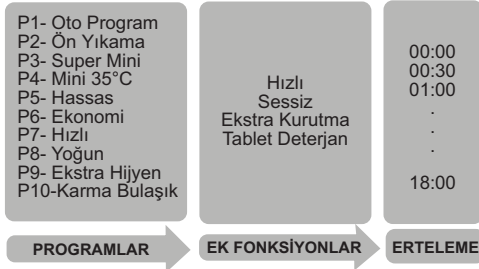 P1- Oto Program
P2- Ön Yıkama
P3- Super Mini
P4- Mini 35°C
P5- Hassas
P6- Ekonomi
P7- Hızlı
P8- Yoğun
P9- Ekstra Hijyen
P10-Karma Bulaşık
PROGRAMLAR
Hızlı
Sessiz
Ekstra Kurutma
Tablet Deterjan
EK FONKSİYONLAR
00:00
00:30
01:00
.
.
.
18:00
ERTELEME